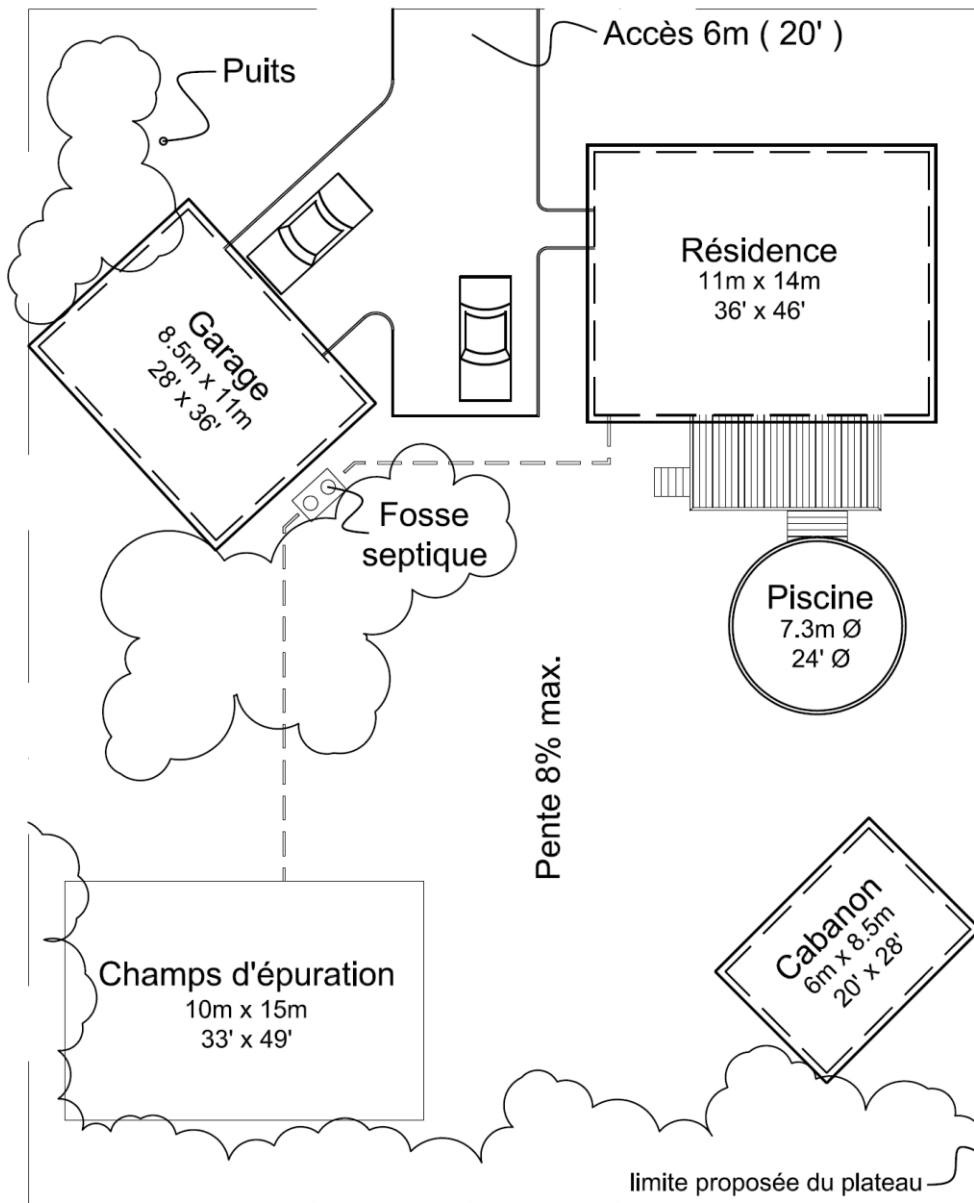 Accès 6m ( 20' )
Puits
Résidence
11m x 14m
36' x 46'
Garage
8.5m x 11m
28' x 36'
Fosse
septique
Piscine
7.3m Ø
24' Ø
Pente 8% max.
Cabanon
6m x 8.5m
20' x 28'
Champs d'épuration
10m x 15m
33' x 49'
limite proposée du plateau